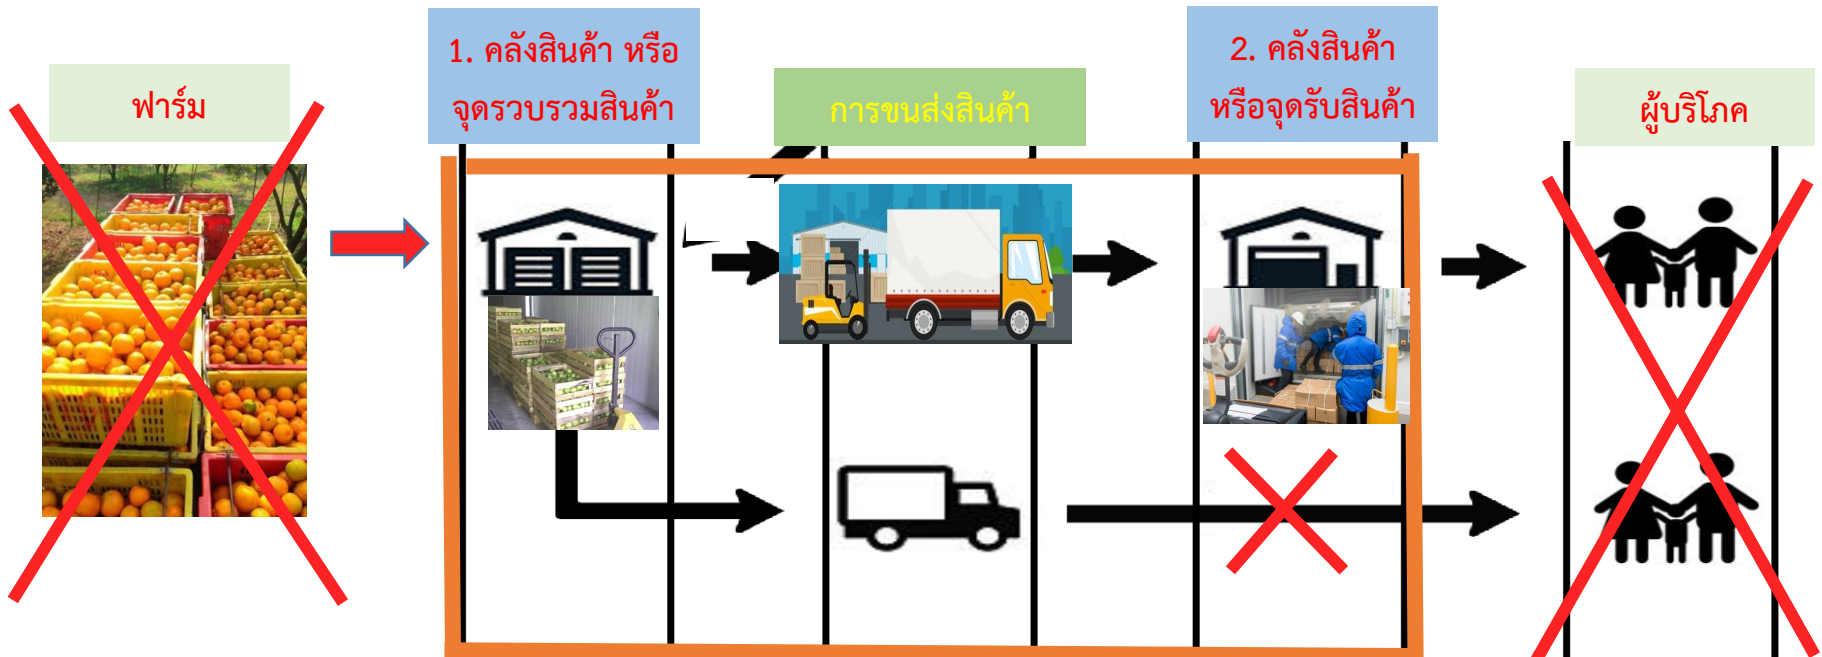 ฟาร์ม
1. คลังสินค้า หรือ
จุดรวบรวมสินค้า
การขนส่งสินค้า
2. คลังสินค้า
หรือจุดรับสินค้า
ผู้บริโภค